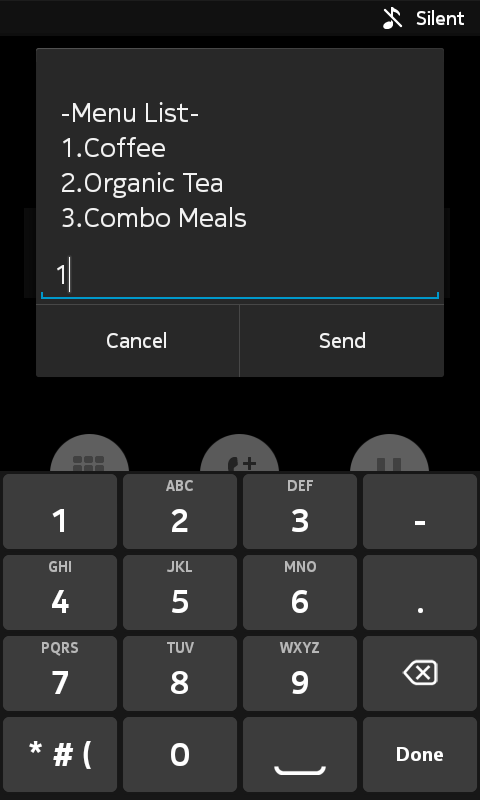 Silent
-Menu List-
1.Coffee
2.Organic Tea
3.Combo Meals
1
Cancel Send
ABC DEF
1 2 3 -
GHI JKL MNO
4 5 6 .
PQRS TUV WXYZ
7 8 9
* # ( 0 Done